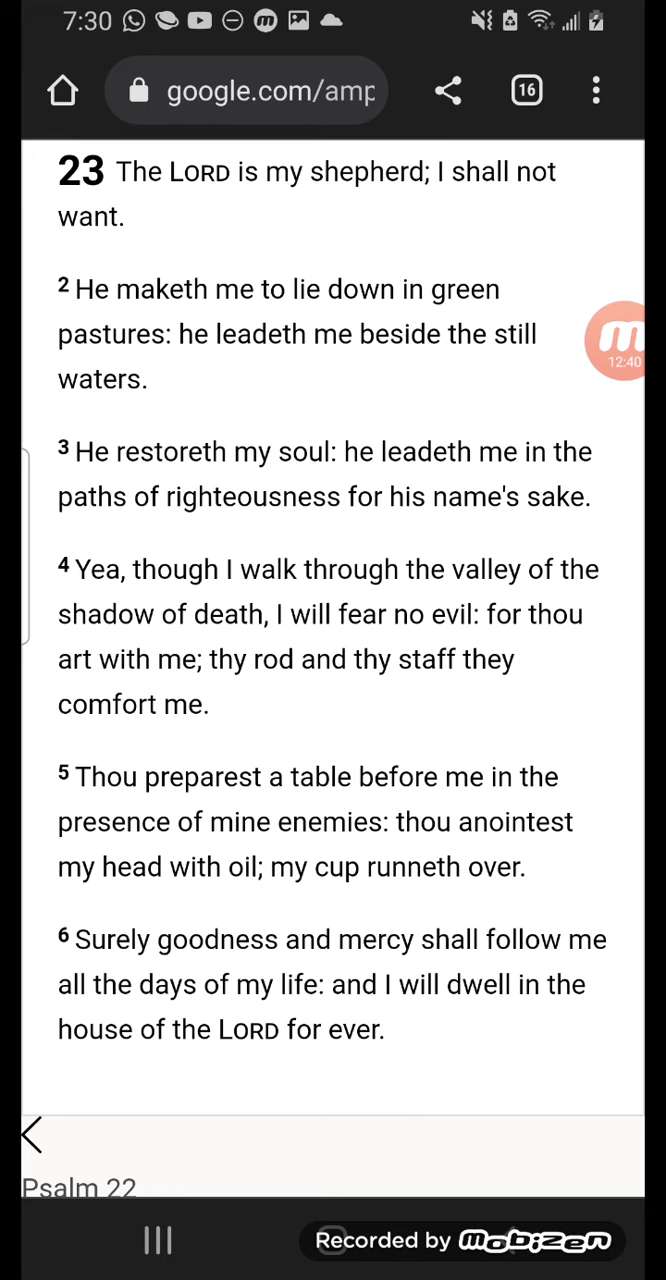 7:30
google.com/amp
16
23 The LORD is my shepherd; I shall not
want.
2 He maketh me to lie down in green
pastures: he leadeth me beside the still
waters.
m
12:40
3 He restoreth my soul: he leadeth me in the
paths of righteousness for his name's sake.
4 Yea, though I walk through the valley of the
shadow of death, I will fear no evil: for thou
art with me; thy rod and thy staff they
comfort me.
5 Thou preparest a table before me in the
presence of mine enemies: thou anointest
my head with oil; my cup runneth over.
6 Surely goodness and mercy shall follow me
all the days of my life: and I will dwell in the
house of the LORD for ever.
Psalm 22
Recorded by mobizen